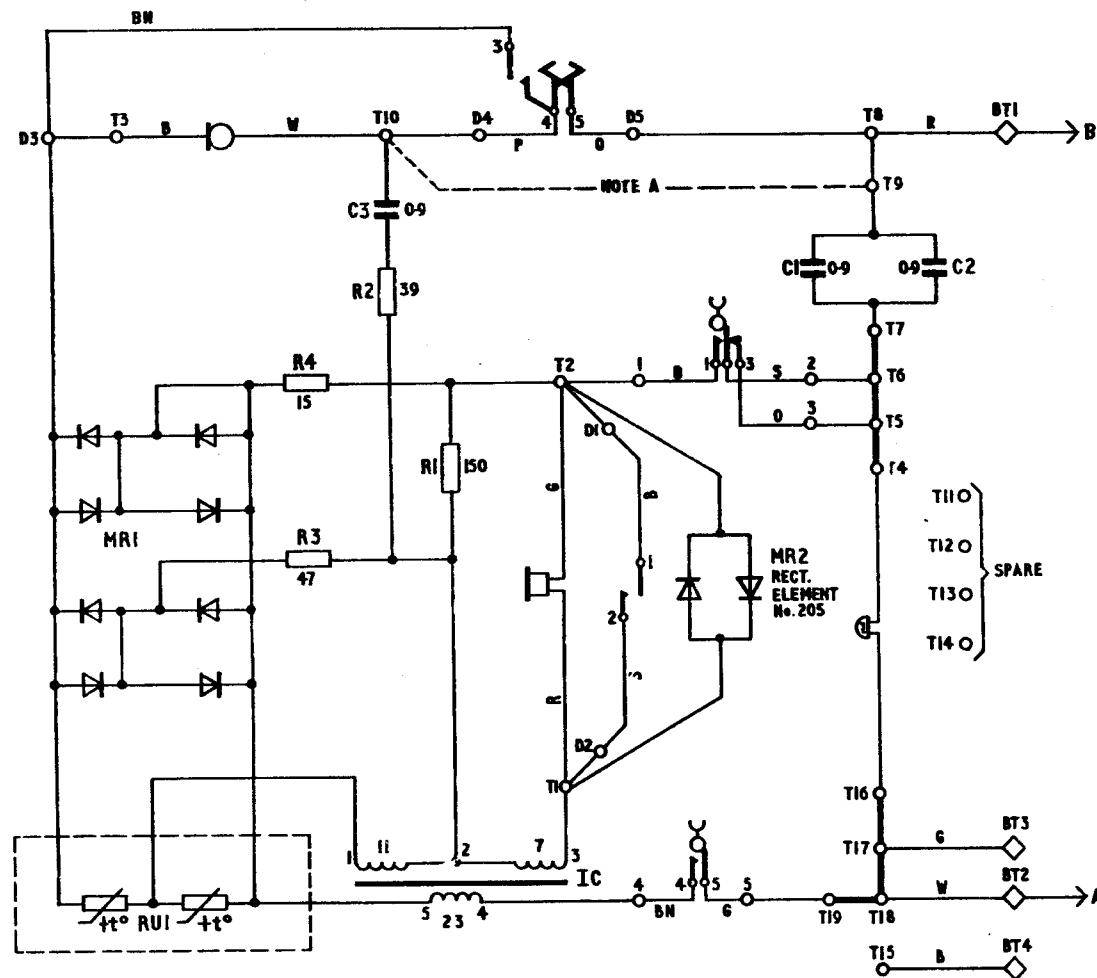 BN
3
D3 T3 B W T10 D4 P 4 5 O D5 T8 R BT1 B
NOTE A T9
C3 0·9
C1 0·9 0·9 C2
R2 39
T7
R4 T2 1 B 1 3 S 2 T6
15
O 3 T5
D1
R1 150 T4
G B
T11
MR1
R3 T12
47
1 MR2
RECT.
ELEMENT
No.205
SPARE
T13
2
T14
S
R
D2
T1
T16
1 11 2 7 3
T17 G BT3
IC
BT2
+t° RU1 +t° 5 23 4 4 BN 4 5 G 5 T19 T18 W A
T15 B BT4